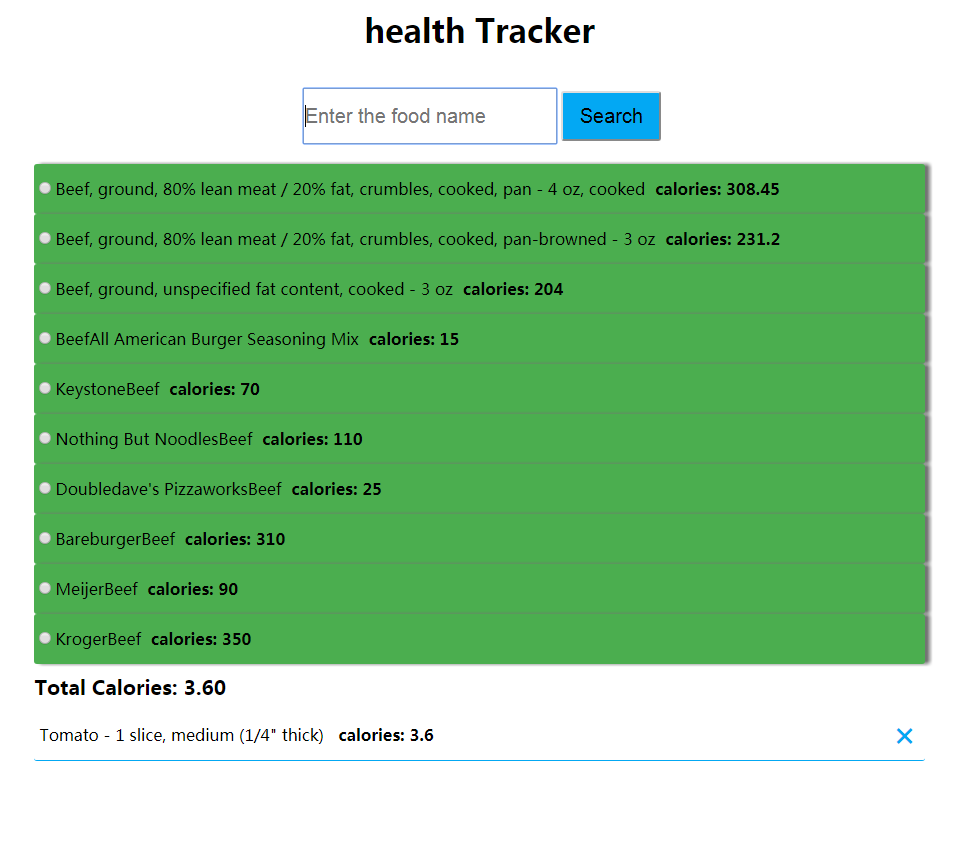 health Tracker
Enter the food name Search
Beef, ground, 80% lean meat / 20% fat, crumbles, cooked, pan - 4 oz, cooked calories: 308.45
Beef, ground, 80% lean meat / 20% fat, crumbles, cooked, pan-browned - 3 oz calories: 231.2
Beef, ground, unspecified fat content, cooked - 3 oz calories: 204
BeefAll American Burger Seasoning Mix calories: 15
KeystoneBeef calories: 70
Nothing But NoodlesBeef calories: 110
Doubledave's PizzaworksBeef calories: 25
BareburgerBeef calories: 310
MeijerBeef calories: 90
KrogerBeef calories: 350
Total Calories: 3.60
Tomato - 1 slice, medium (1/4" thick) calories: 3.6